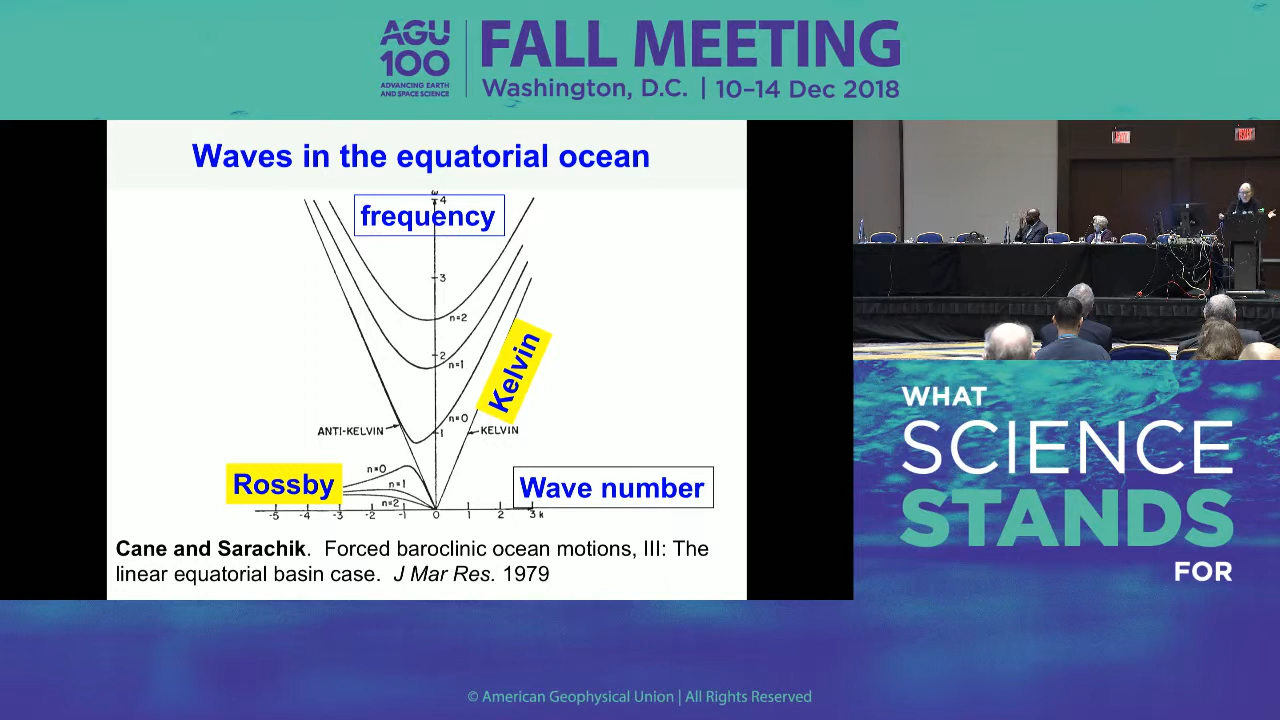 AGU
100
ADVANCING EARTH
AND SPACE SCIENCE
FALL MEETING
Washington, D.C. | 10–14 Dec 2018
Waves in the equatorial ocean
ω
4
frequency
3
n=2
2
n=1
Kelvin
n=0
1
ANTI-KELVIN
KELVIN
n=0
Rossby
n=1
n=2
Wave number
-5 -4 -3 -2 -1 0 1 2 3 k
Cane and Sarachik. Forced baroclinic ocean motions, III: The
linear equatorial basin case. J Mar Res. 1979
WHAT
SCIENCE
STANDS
FOR
© American Geophysical Union | All Rights Reserved